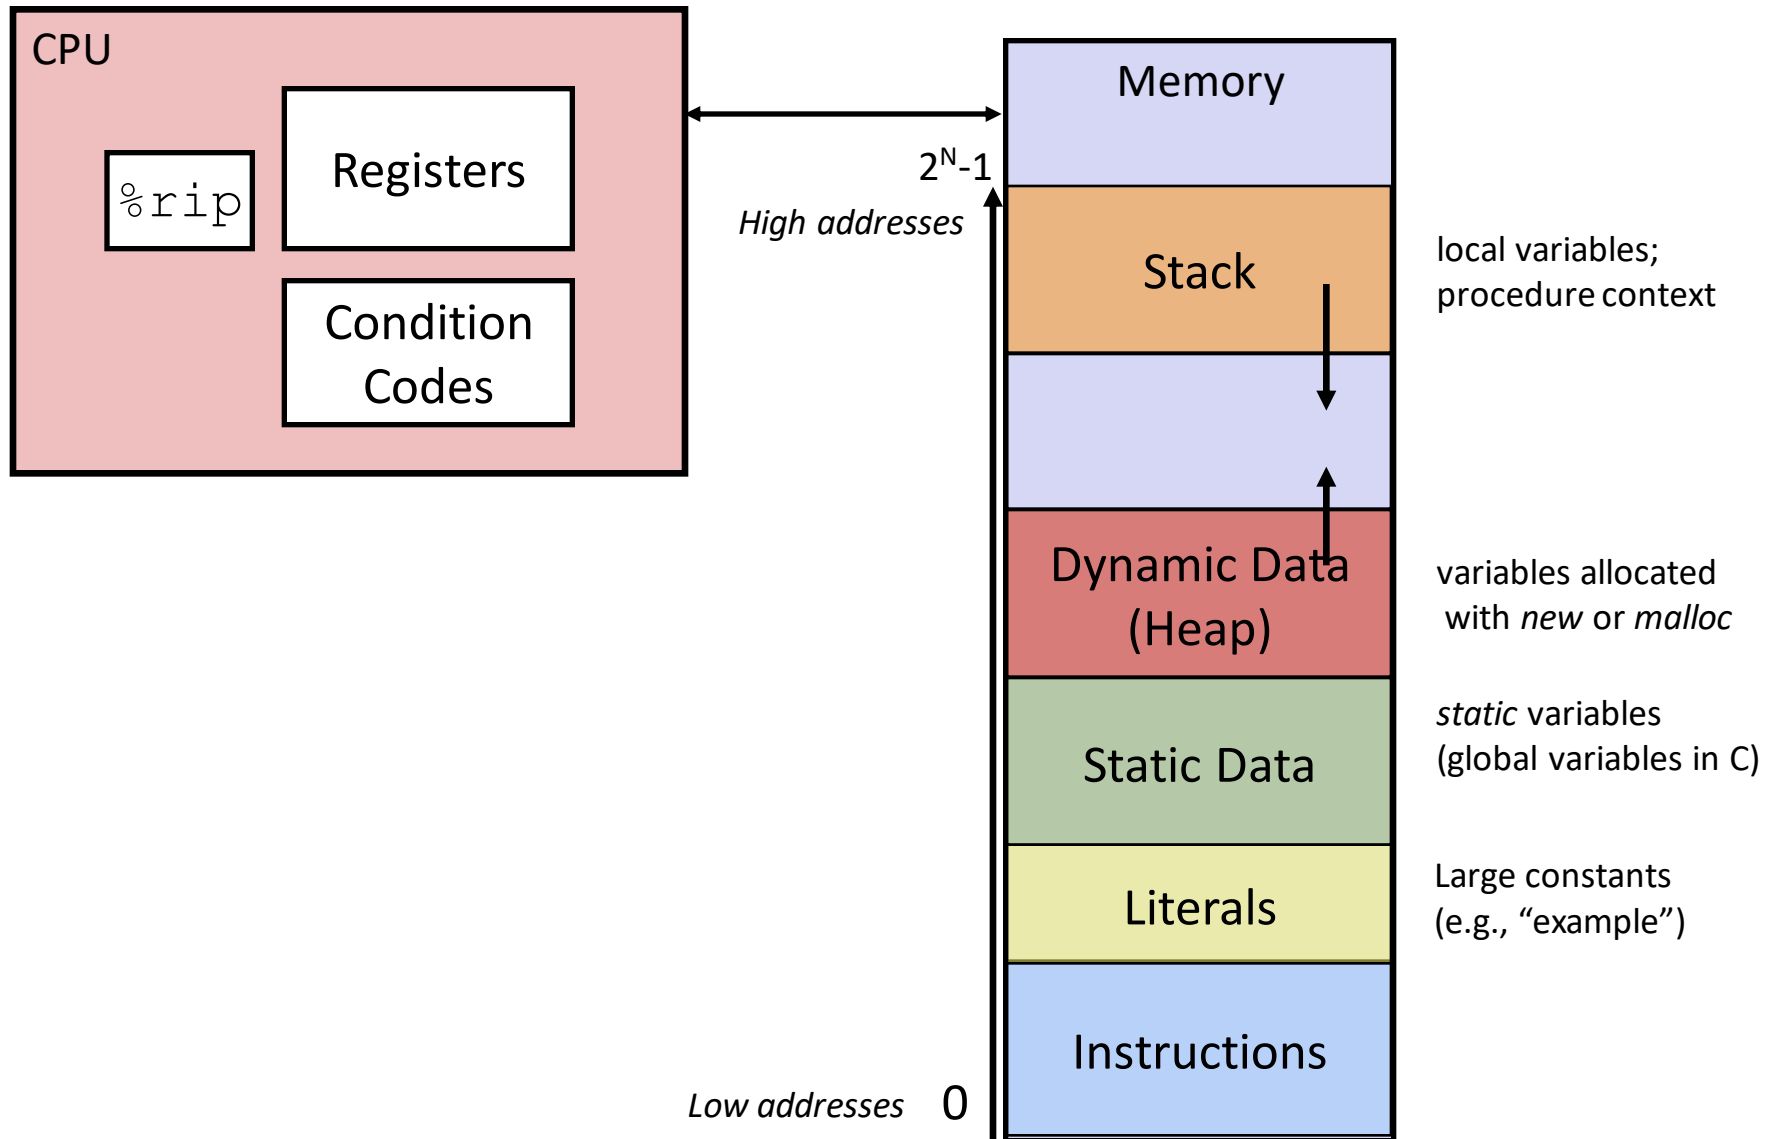 CPU
%rip
Registers
Condition
Codes
Memory
2ᴺ-1
High addresses
Stack
local variables;
procedure context
Dynamic Data
(Heap)
variables allocated
with new or malloc
Static Data
static variables
(global variables in C)
Literals
Large constants
(e.g., “example”)
Instructions
Low addresses 0